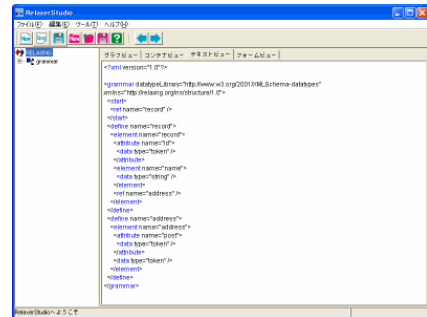 RelaxerStudio
ファイル(F) 編集(E) ツール(T) ヘルプ(H)
RELAXNG
grammar
グラフビュー コンテナビュー テキストビュー フォームビュー
<?xml version="1.0"?>
<grammar datatypeLibrary="http://www.w3.org/2001/XMLSchema-datatypes"
xmlns="http://relaxng.org/ns/structure/1.0">
<start>
<ref name="record"/>
</start>
<define name="record">
<element name="record">
<attribute name="id">
<data type="token"/>
</attribute>
<element name="name">
<data type="string"/>
</element>
<ref name="address"/>
</element>
</define>
<define name="address">
<element name="address">
<attribute name="post">
<data type="token"/>
</attribute>
<data type="token"/>
</element>
</define>
</grammar>
RelaxerStudioへようこそ